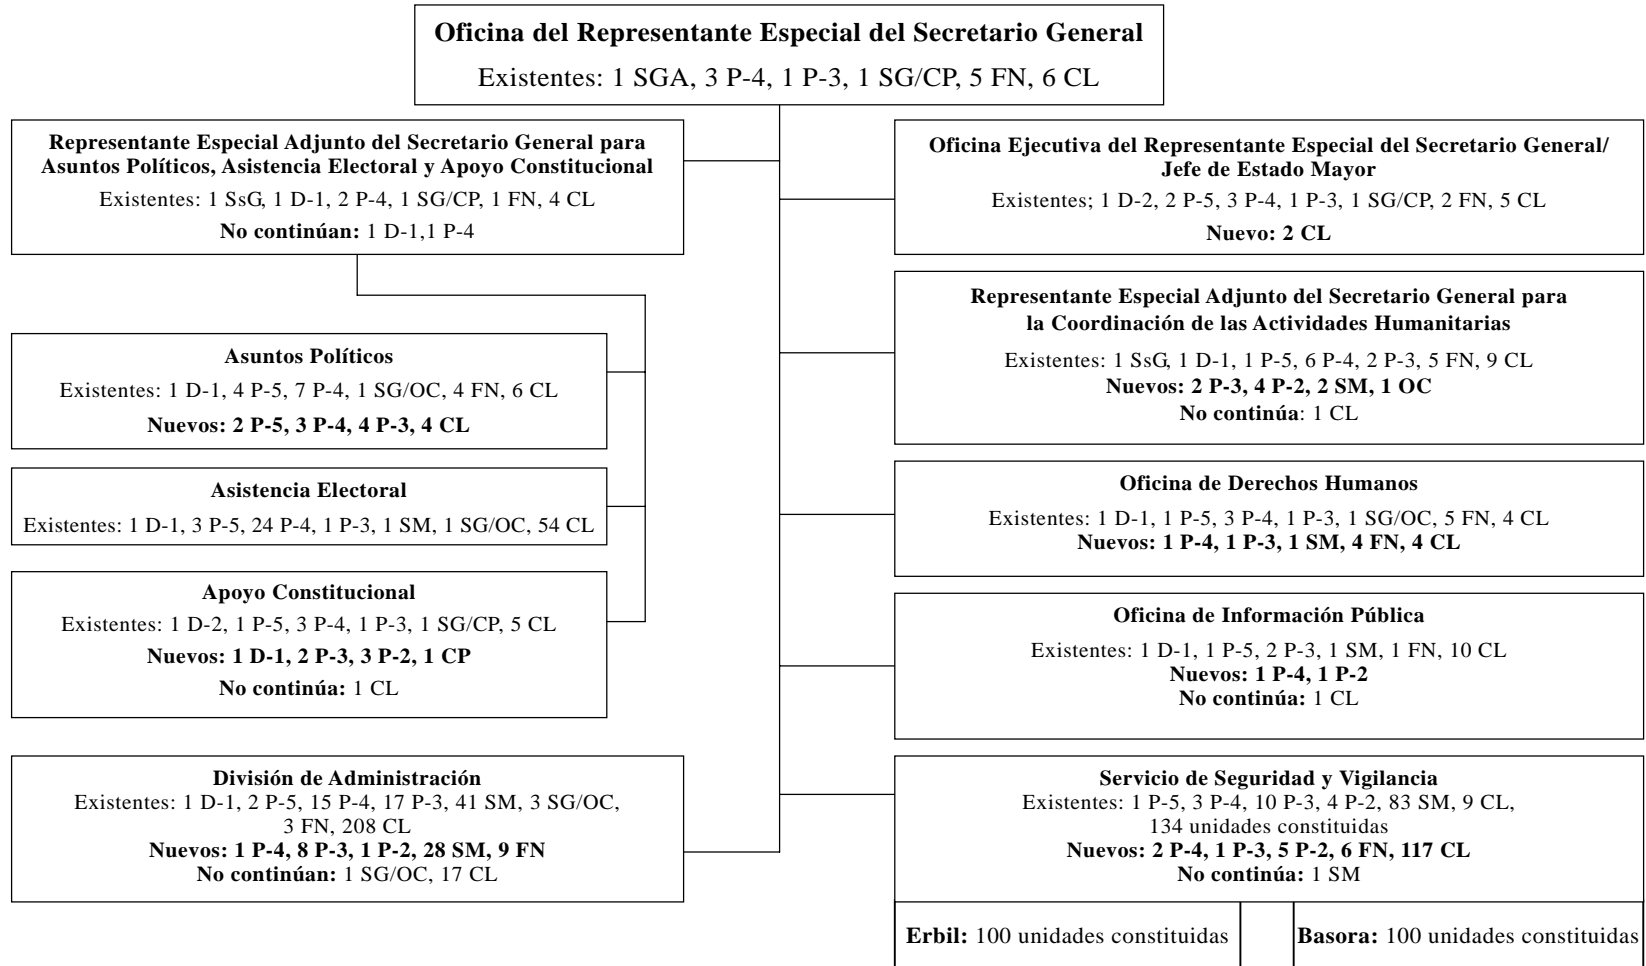 Oficina del Representante Especial del Secretario General
Existentes: 1 SGA, 3 P-4, 1 P-3, 1 SG/CP, 5 FN, 6 CL
Representante Especial Adjunto del Secretario General para
Asuntos Políticos, Asistencia Electoral y Apoyo Constitucional
Existentes: 1 SsG, 1 D-1, 2 P-4, 1 SG/CP, 1 FN, 4 CL
No continúan: 1 D-1,1 P-4
Oficina Ejecutiva del Representante Especial del Secretario General/
Jefe de Estado Mayor
Existentes; 1 D-2, 2 P-5, 3 P-4, 1 P-3, 1 SG/CP, 2 FN, 5 CL
Nuevo: 2 CL
Representante Especial Adjunto del Secretario General para
la Coordinación de las Actividades Humanitarias
Existentes: 1 SsG, 1 D-1, 1 P-5, 6 P-4, 2 P-3, 5 FN, 9 CL
Nuevos: 2 P-3, 4 P-2, 2 SM, 1 OC
No continúa: 1 CL
Asuntos Políticos
Existentes: 1 D-1, 4 P-5, 7 P-4, 1 SG/OC, 4 FN, 6 CL
Nuevos: 2 P-5, 3 P-4, 4 P-3, 4 CL
Asistencia Electoral
Existentes: 1 D-1, 3 P-5, 24 P-4, 1 P-3, 1 SM, 1 SG/OC, 54 CL
Oficina de Derechos Humanos
Existentes: 1 D-1, 1 P-5, 3 P-4, 1 P-3, 1 SG/OC, 5 FN, 4 CL
Nuevos: 1 P-4, 1 P-3, 1 SM, 4 FN, 4 CL
Apoyo Constitucional
Existentes: 1 D-2, 1 P-5, 3 P-4, 1 P-3, 1 SG/CP, 5 CL
Nuevos: 1 D-1, 2 P-3, 3 P-2, 1 CP
No continúa: 1 CL
Oficina de Información Pública
Existentes: 1 D-1, 1 P-5, 2 P-3, 1 SM, 1 FN, 10 CL
Nuevos: 1 P-4, 1 P-2
No continúa: 1 CL
División de Administración
Existentes: 1 D-1, 2 P-5, 15 P-4, 17 P-3, 41 SM, 3 SG/OC,
3 FN, 208 CL
Nuevos: 1 P-4, 8 P-3, 1 P-2, 28 SM, 9 FN
No continúan: 1 SG/OC, 17 CL
Servicio de Seguridad y Vigilancia
Existentes: 1 P-5, 3 P-4, 10 P-3, 4 P-2, 83 SM, 9 CL,
134 unidades constituidas
Nuevos: 2 P-4, 1 P-3, 5 P-2, 6 FN, 117 CL
No continúa: 1 SM
Erbil: 100 unidades constituidas
Basora: 100 unidades constituidas